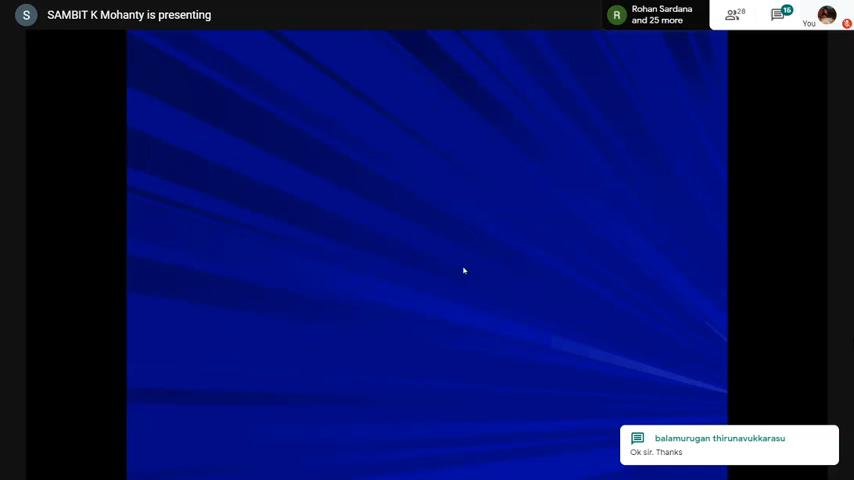 S SAMBIT K Mohanty is presenting
R Rohan Sardana
and 25 more
28
16
You
balamurugan thirunavukkarasu
Ok sir. Thanks